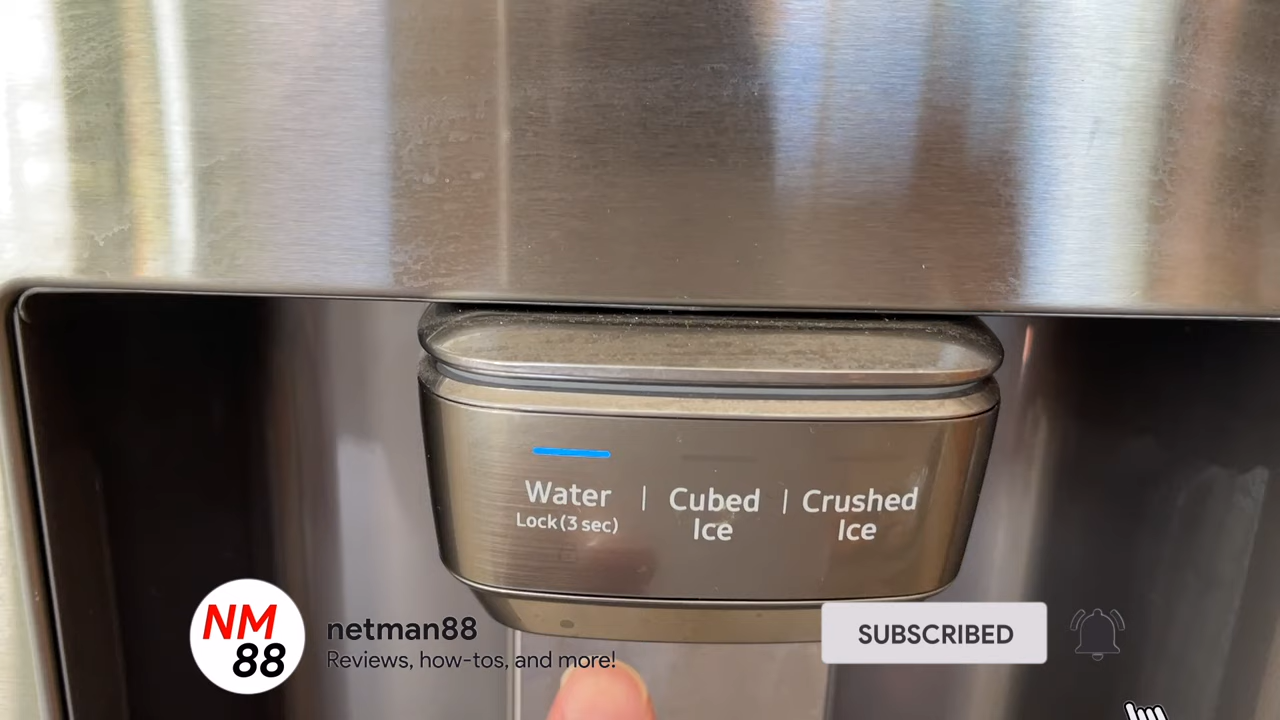 Water | Cubed Ice | Crushed Ice
Lock(3 sec)
NM
88
netman88
Reviews, how-tos, and more!
SUBSCRIBED